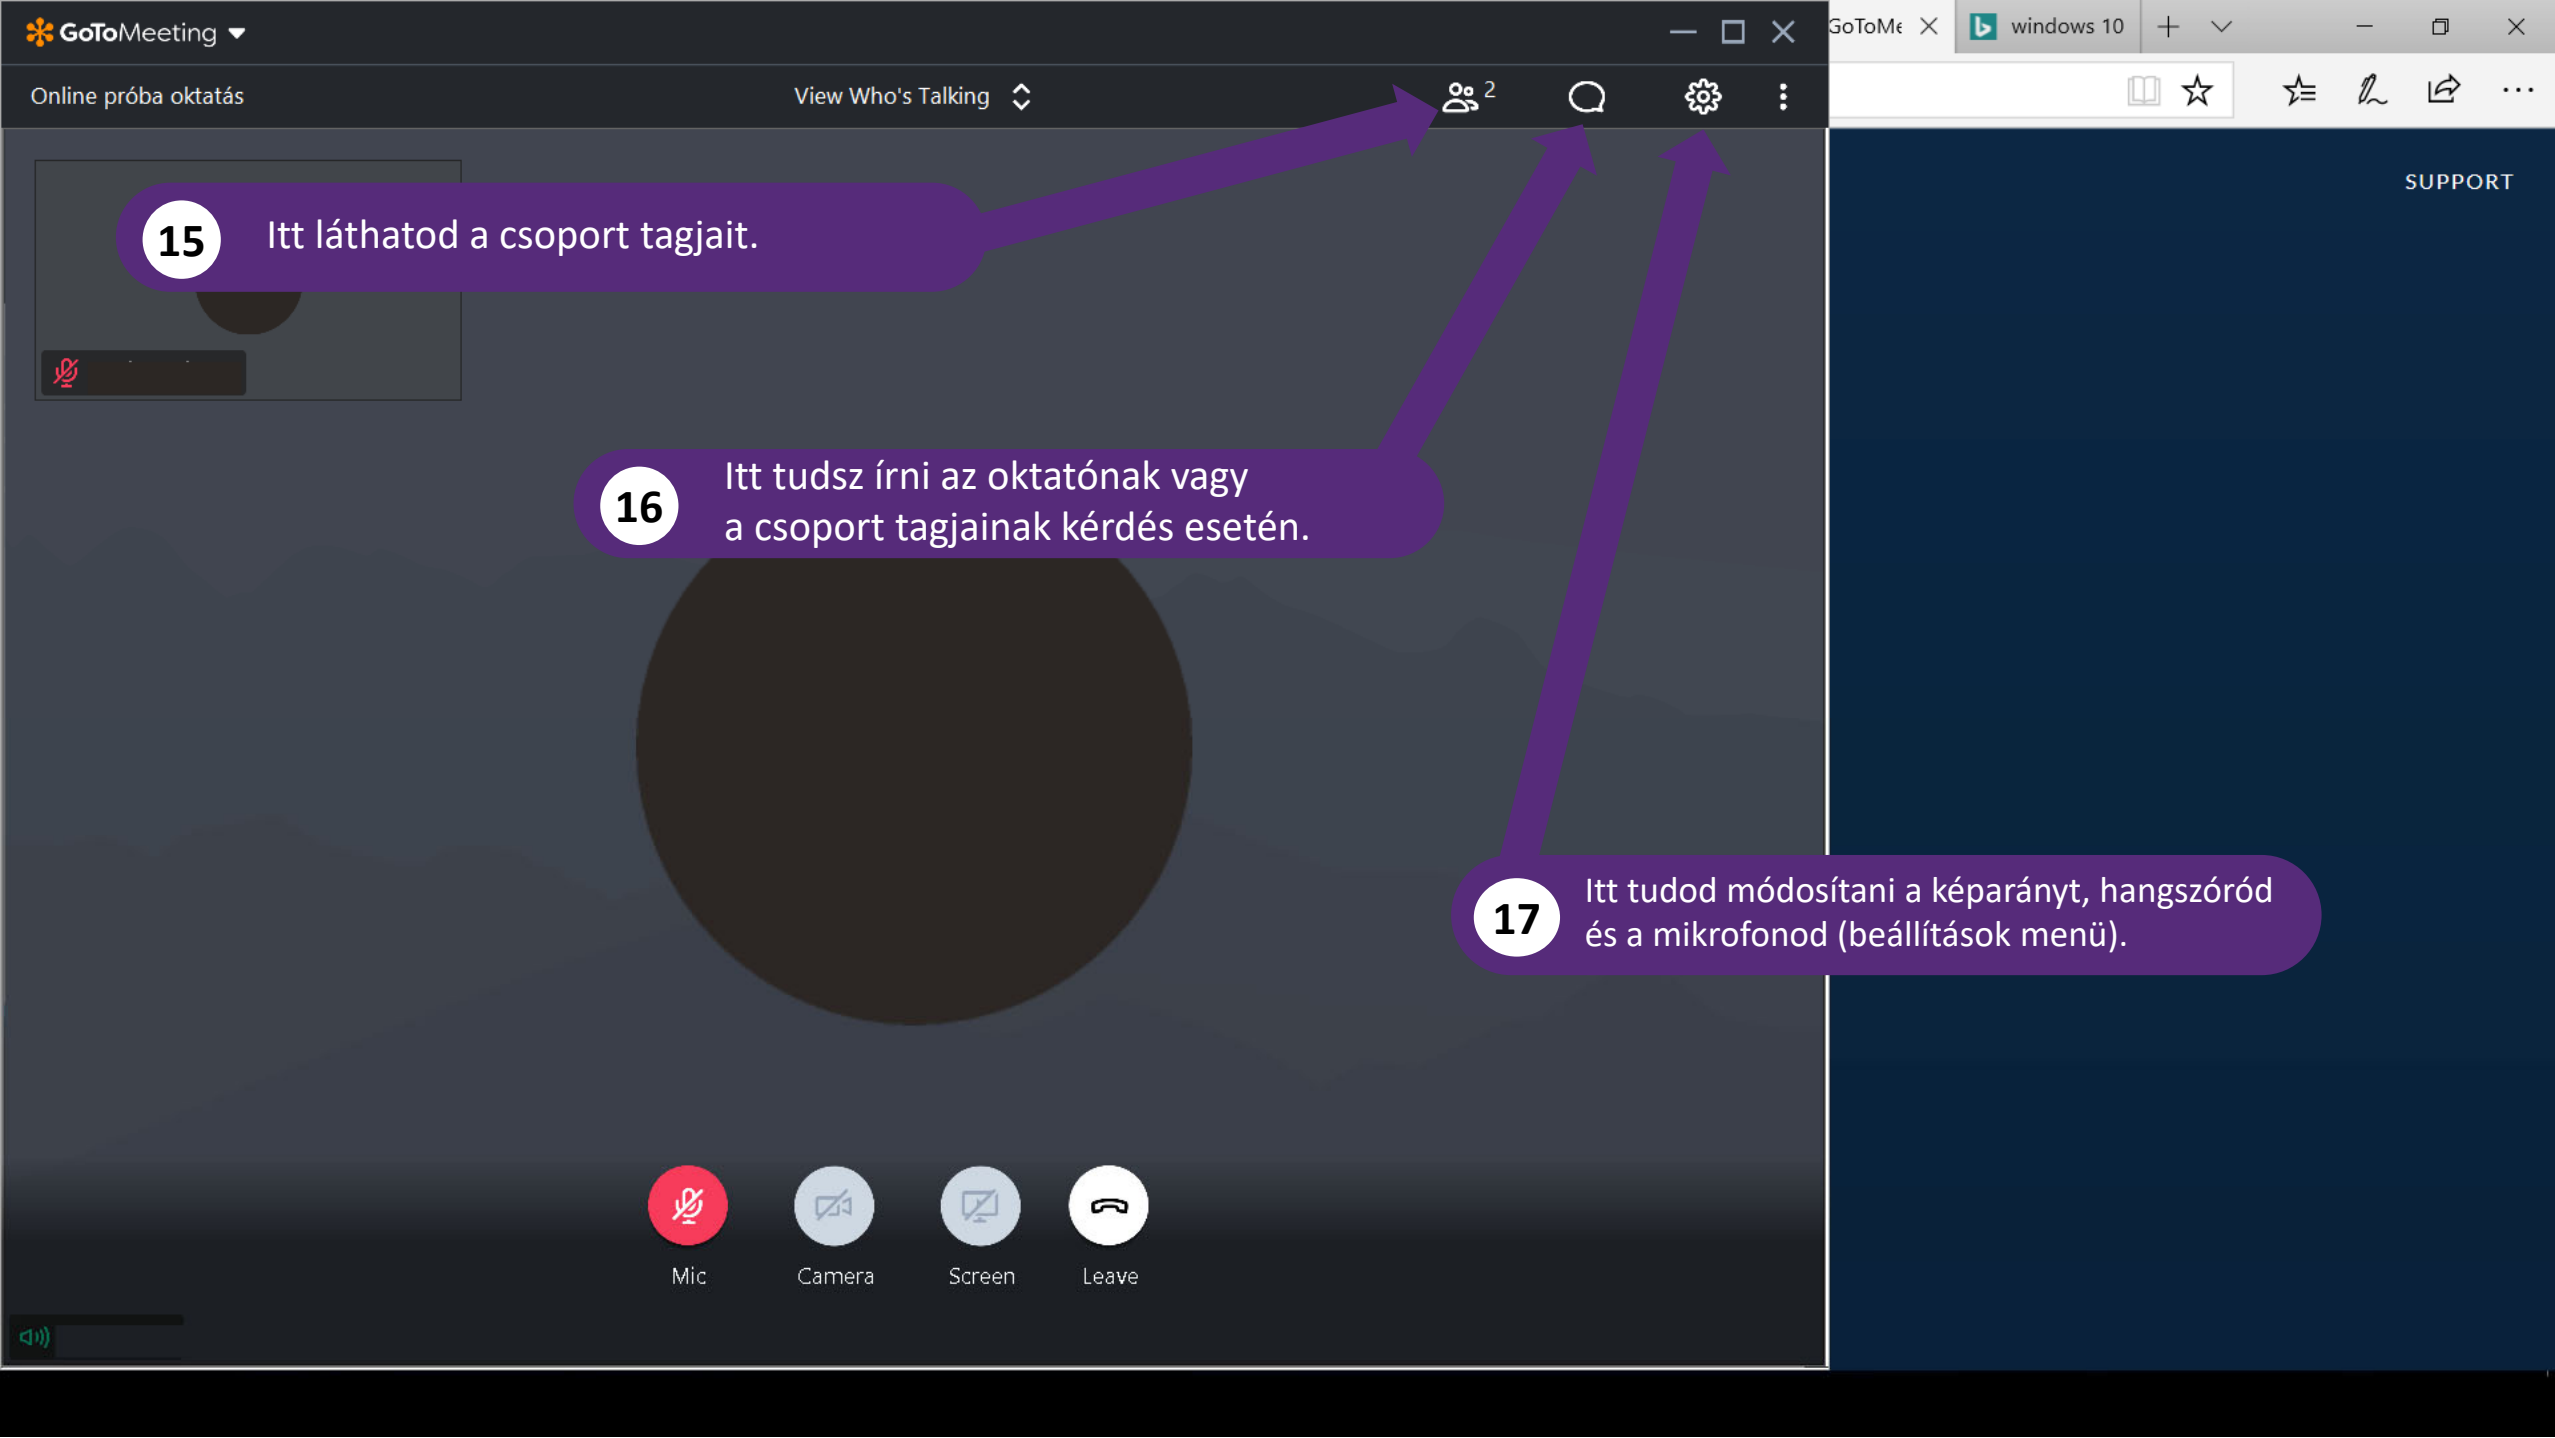 GoToMeeting
GoToMe
windows 10
Online próba oktatás
View Who's Talking
2
SUPPORT
15
Itt láthatod a csoport tagjait.
16
Itt tudsz írni az oktatónak vagy
a csoport tagjainak kérdés esetén.
17
Itt tudod módosítani a képarányt, hangszóród
és a mikrofonod (beállítások menü).
Mic
Camera
Screen
Leave